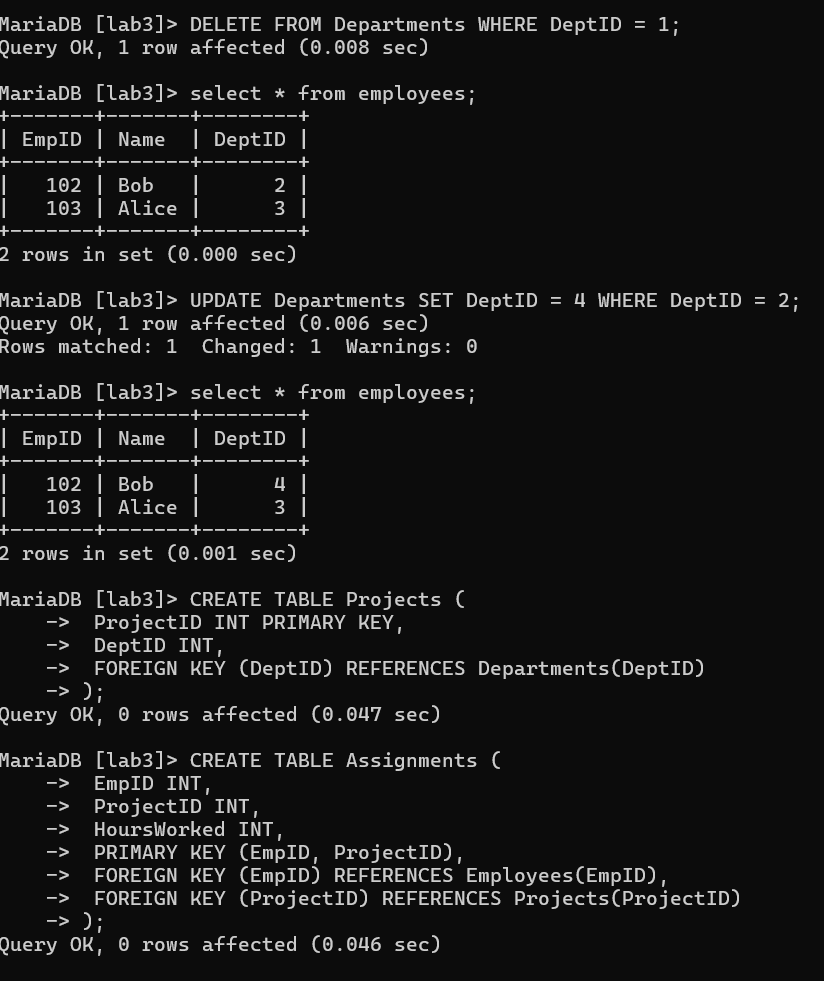 MariaDB [lab3]> DELETE FROM Departments WHERE DeptID = 1;
Query OK, 1 row affected (0.008 sec)
MariaDB [lab3]> select * from employees;
+-------+-------+--------+
| EmpID | Name  | DeptID |
+-------+-------+--------+
|   102 | Bob   |      2 |
|   103 | Alice |      3 |
+-------+-------+--------+
2 rows in set (0.000 sec)
MariaDB [lab3]> UPDATE Departments SET DeptID = 4 WHERE DeptID = 2;
Query OK, 1 row affected (0.006 sec)
Rows matched: 1  Changed: 1  Warnings: 0
MariaDB [lab3]> select * from employees;
+-------+-------+--------+
| EmpID | Name  | DeptID |
+-------+-------+--------+
|   102 | Bob   |      4 |
|   103 | Alice |      3 |
+-------+-------+--------+
2 rows in set (0.001 sec)
MariaDB [lab3]> CREATE TABLE Projects (
    ->  ProjectID INT PRIMARY KEY,
    ->  DeptID INT,
    ->  FOREIGN KEY (DeptID) REFERENCES Departments(DeptID)
    -> );
Query OK, 0 rows affected (0.047 sec)
MariaDB [lab3]> CREATE TABLE Assignments (
    ->  EmpID INT,
    ->  ProjectID INT,
    ->  HoursWorked INT,
    ->  PRIMARY KEY (EmpID, ProjectID),
    ->  FOREIGN KEY (EmpID) REFERENCES Employees(EmpID),
    ->  FOREIGN KEY (ProjectID) REFERENCES Projects(ProjectID)
    -> );
Query OK, 0 rows affected (0.046 sec)